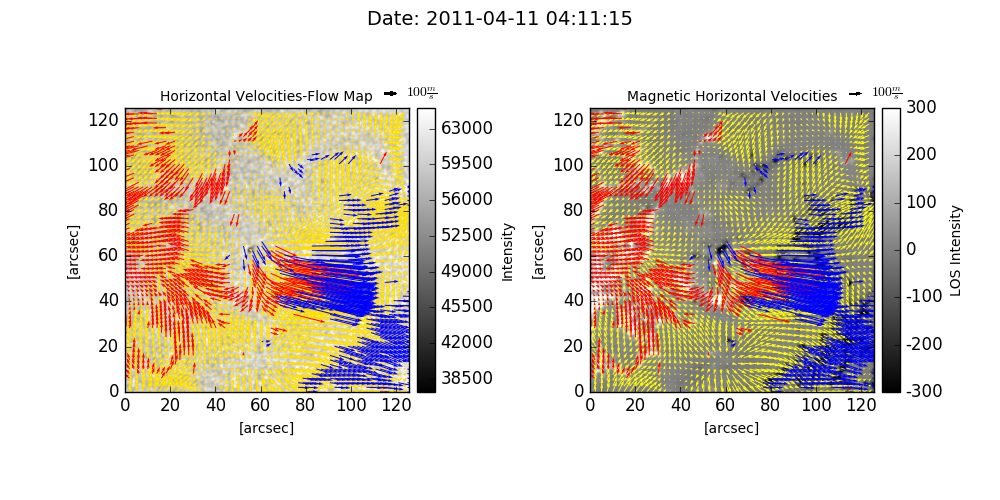 Date: 2011-04-11 04:11:15
Horizontal Velocities-Flow Map
100 m/s
Magnetic Horizontal Velocities
100 m/s
120
100
80
60
40
20
0
[arcsec]
0 20 40 60 80 100 120
[arcsec]
63000
59500
56000
52500
49000
45500
42000
38500
Intensity
120
100
80
60
40
20
0
[arcsec]
0 20 40 60 80 100 120
[arcsec]
300
200
100
0
-100
-200
-300
LOS Intensity